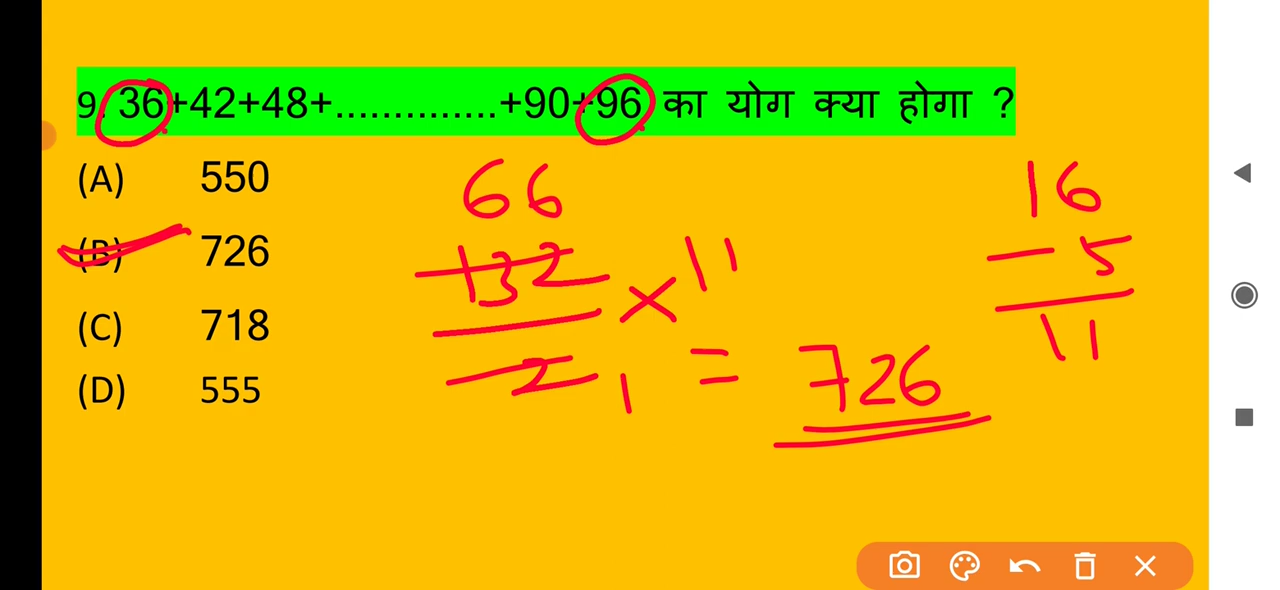 9. 36+42+48+..............+90+96 का योग क्या होगा ?
(A) 550
(B) 726
(C) 718
(D) 555
66
132
× 11
2 1
= 726
16
- 5
11